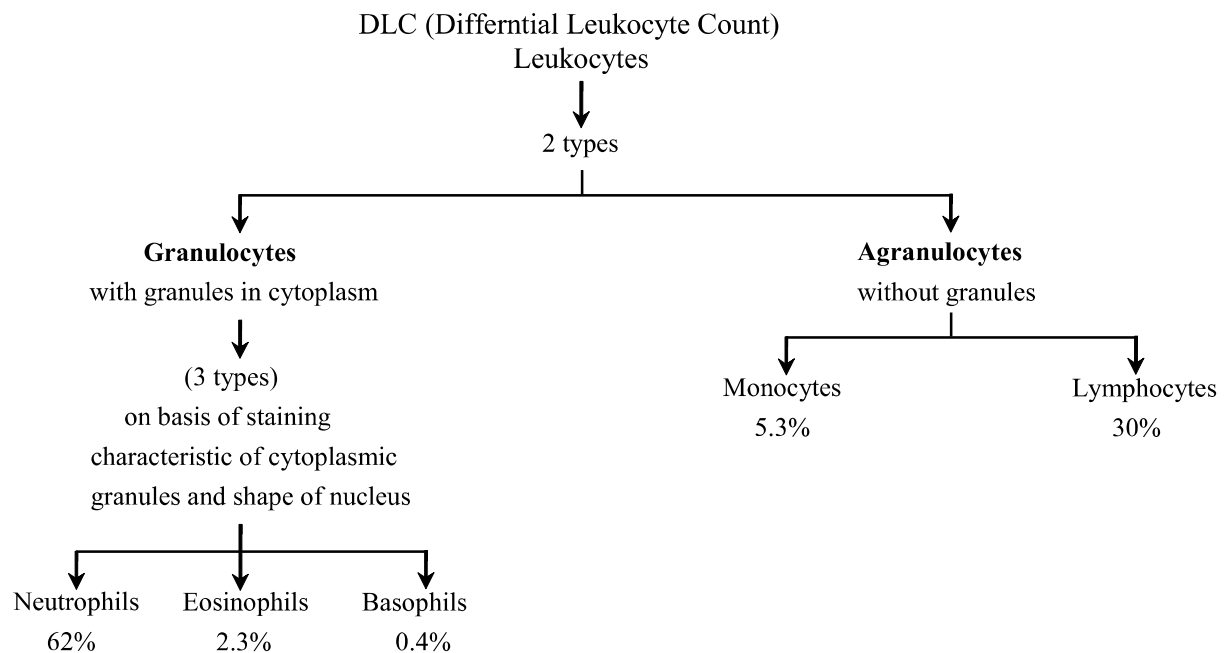 DLC (Differntial Leukocyte Count)
Leukocytes
2 types
Granulocytes
with granules in cytoplasm
(3 types)
on basis of staining
characteristic of cytoplasmic
granules and shape of nucleus
Neutrophils
62%
Eosinophils
2.3%
Basophils
0.4%
Agranulocytes
without granules
Monocytes
5.3%
Lymphocytes
30%